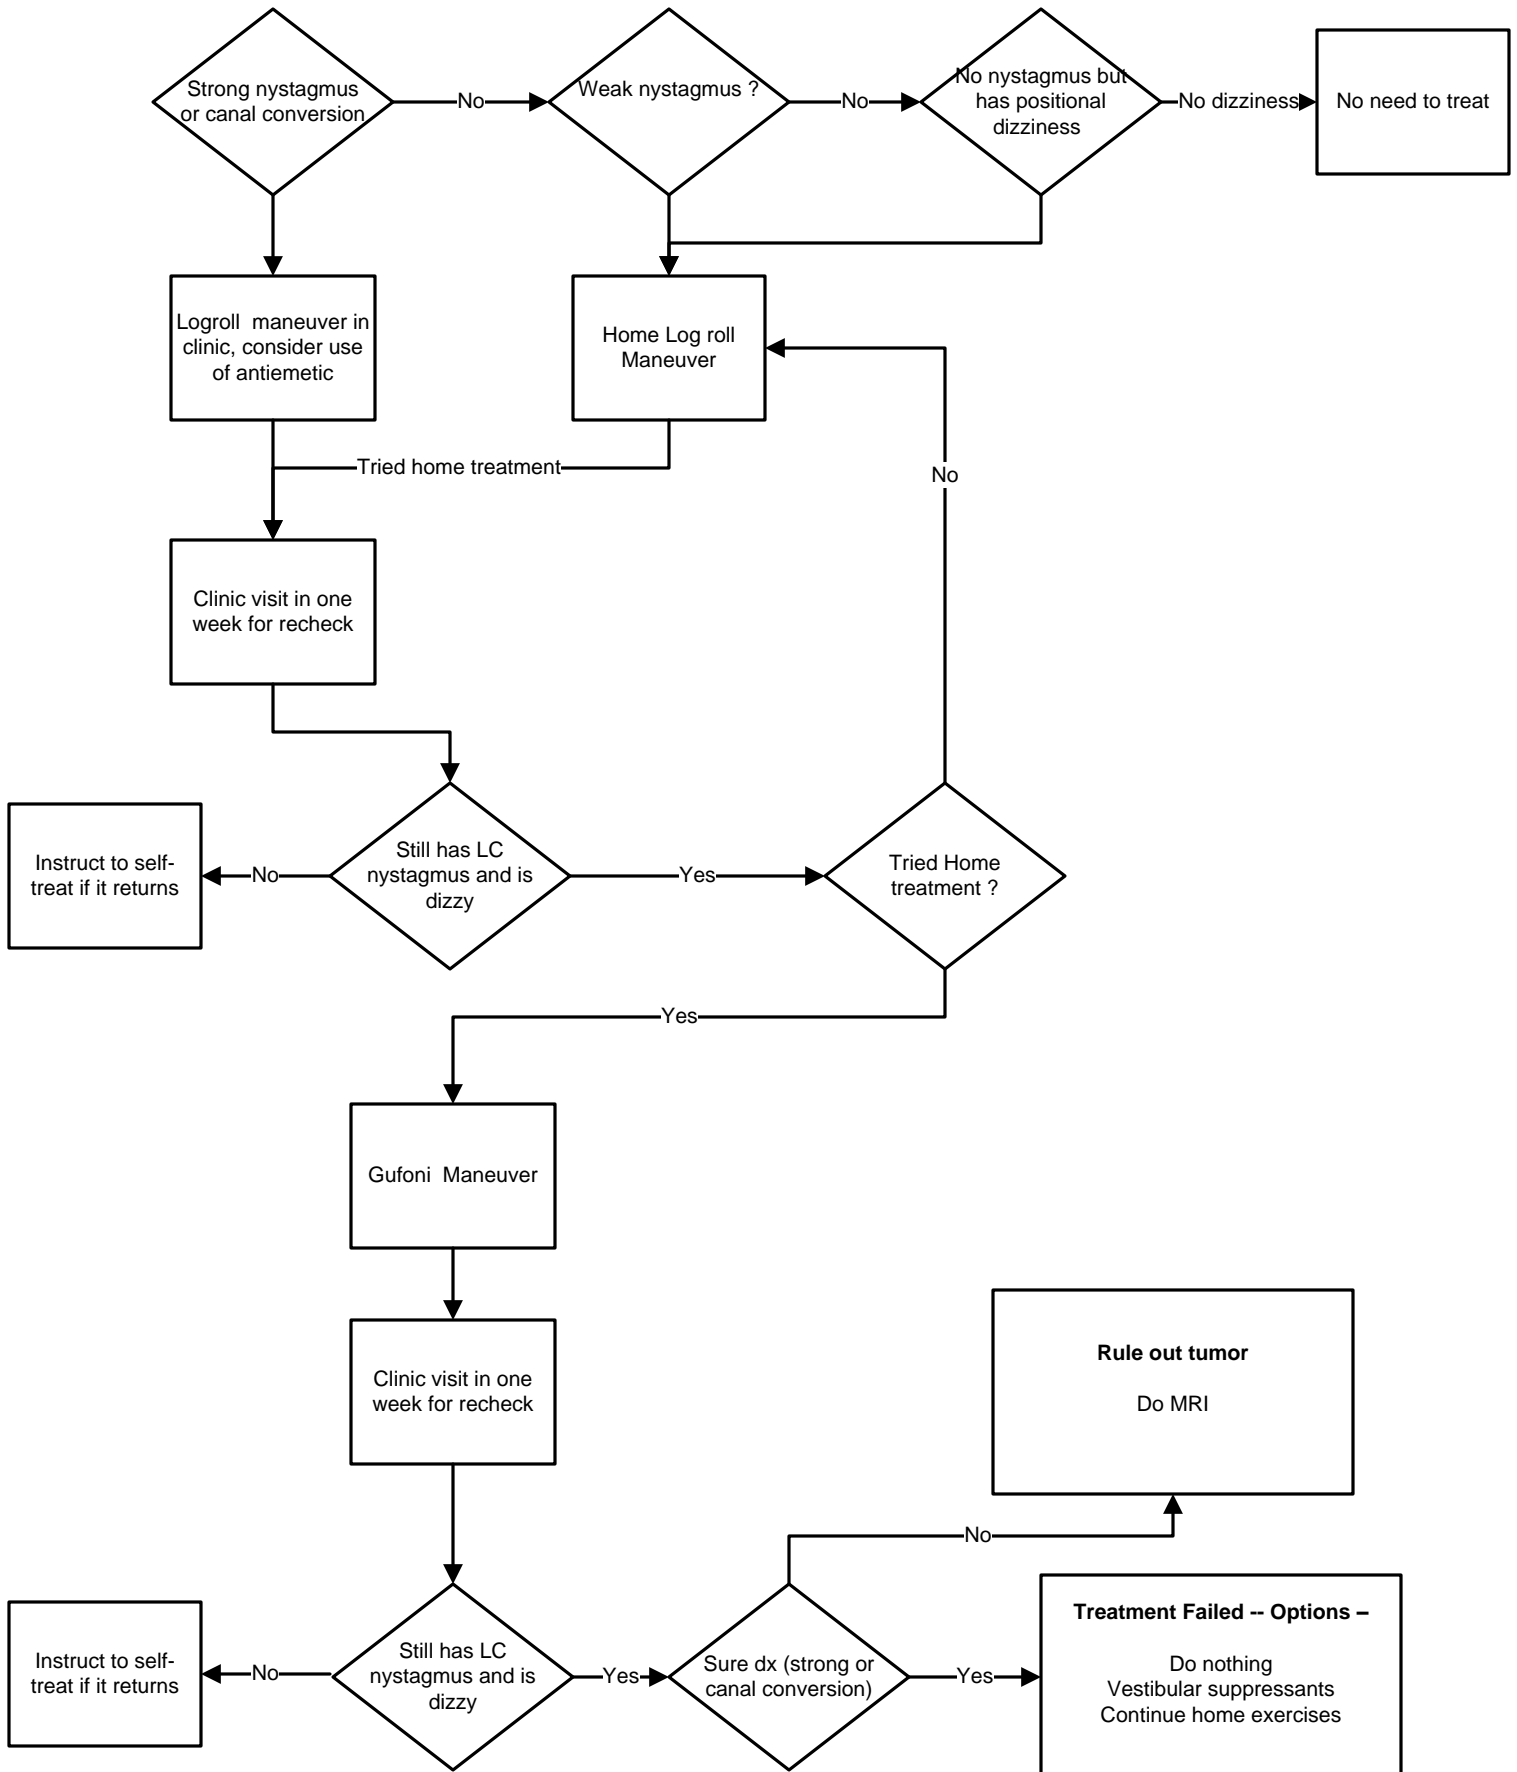 Strong nystagmus
or canal conversion
No
Weak nystagmus ?
No
No nystagmus but
has positional
dizziness
No dizziness
No need to treat
Logroll maneuver in
clinic, consider use
of antiemetic
Home Log roll
Maneuver
Tried home treatment
No
Clinic visit in one
week for recheck
Instruct to self-
treat if it returns
No
Still has LC
nystagmus and is
dizzy
Yes
Tried Home
treatment ?
Yes
Gufoni Maneuver
Clinic visit in one
week for recheck
Rule out tumor
Do MRI
No
Instruct to self-
treat if it returns
No
Still has LC
nystagmus and is
dizzy
Yes
Sure dx (strong or
canal conversion)
Yes
Treatment Failed -- Options –
Do nothing
Vestibular suppressants
Continue home exercises